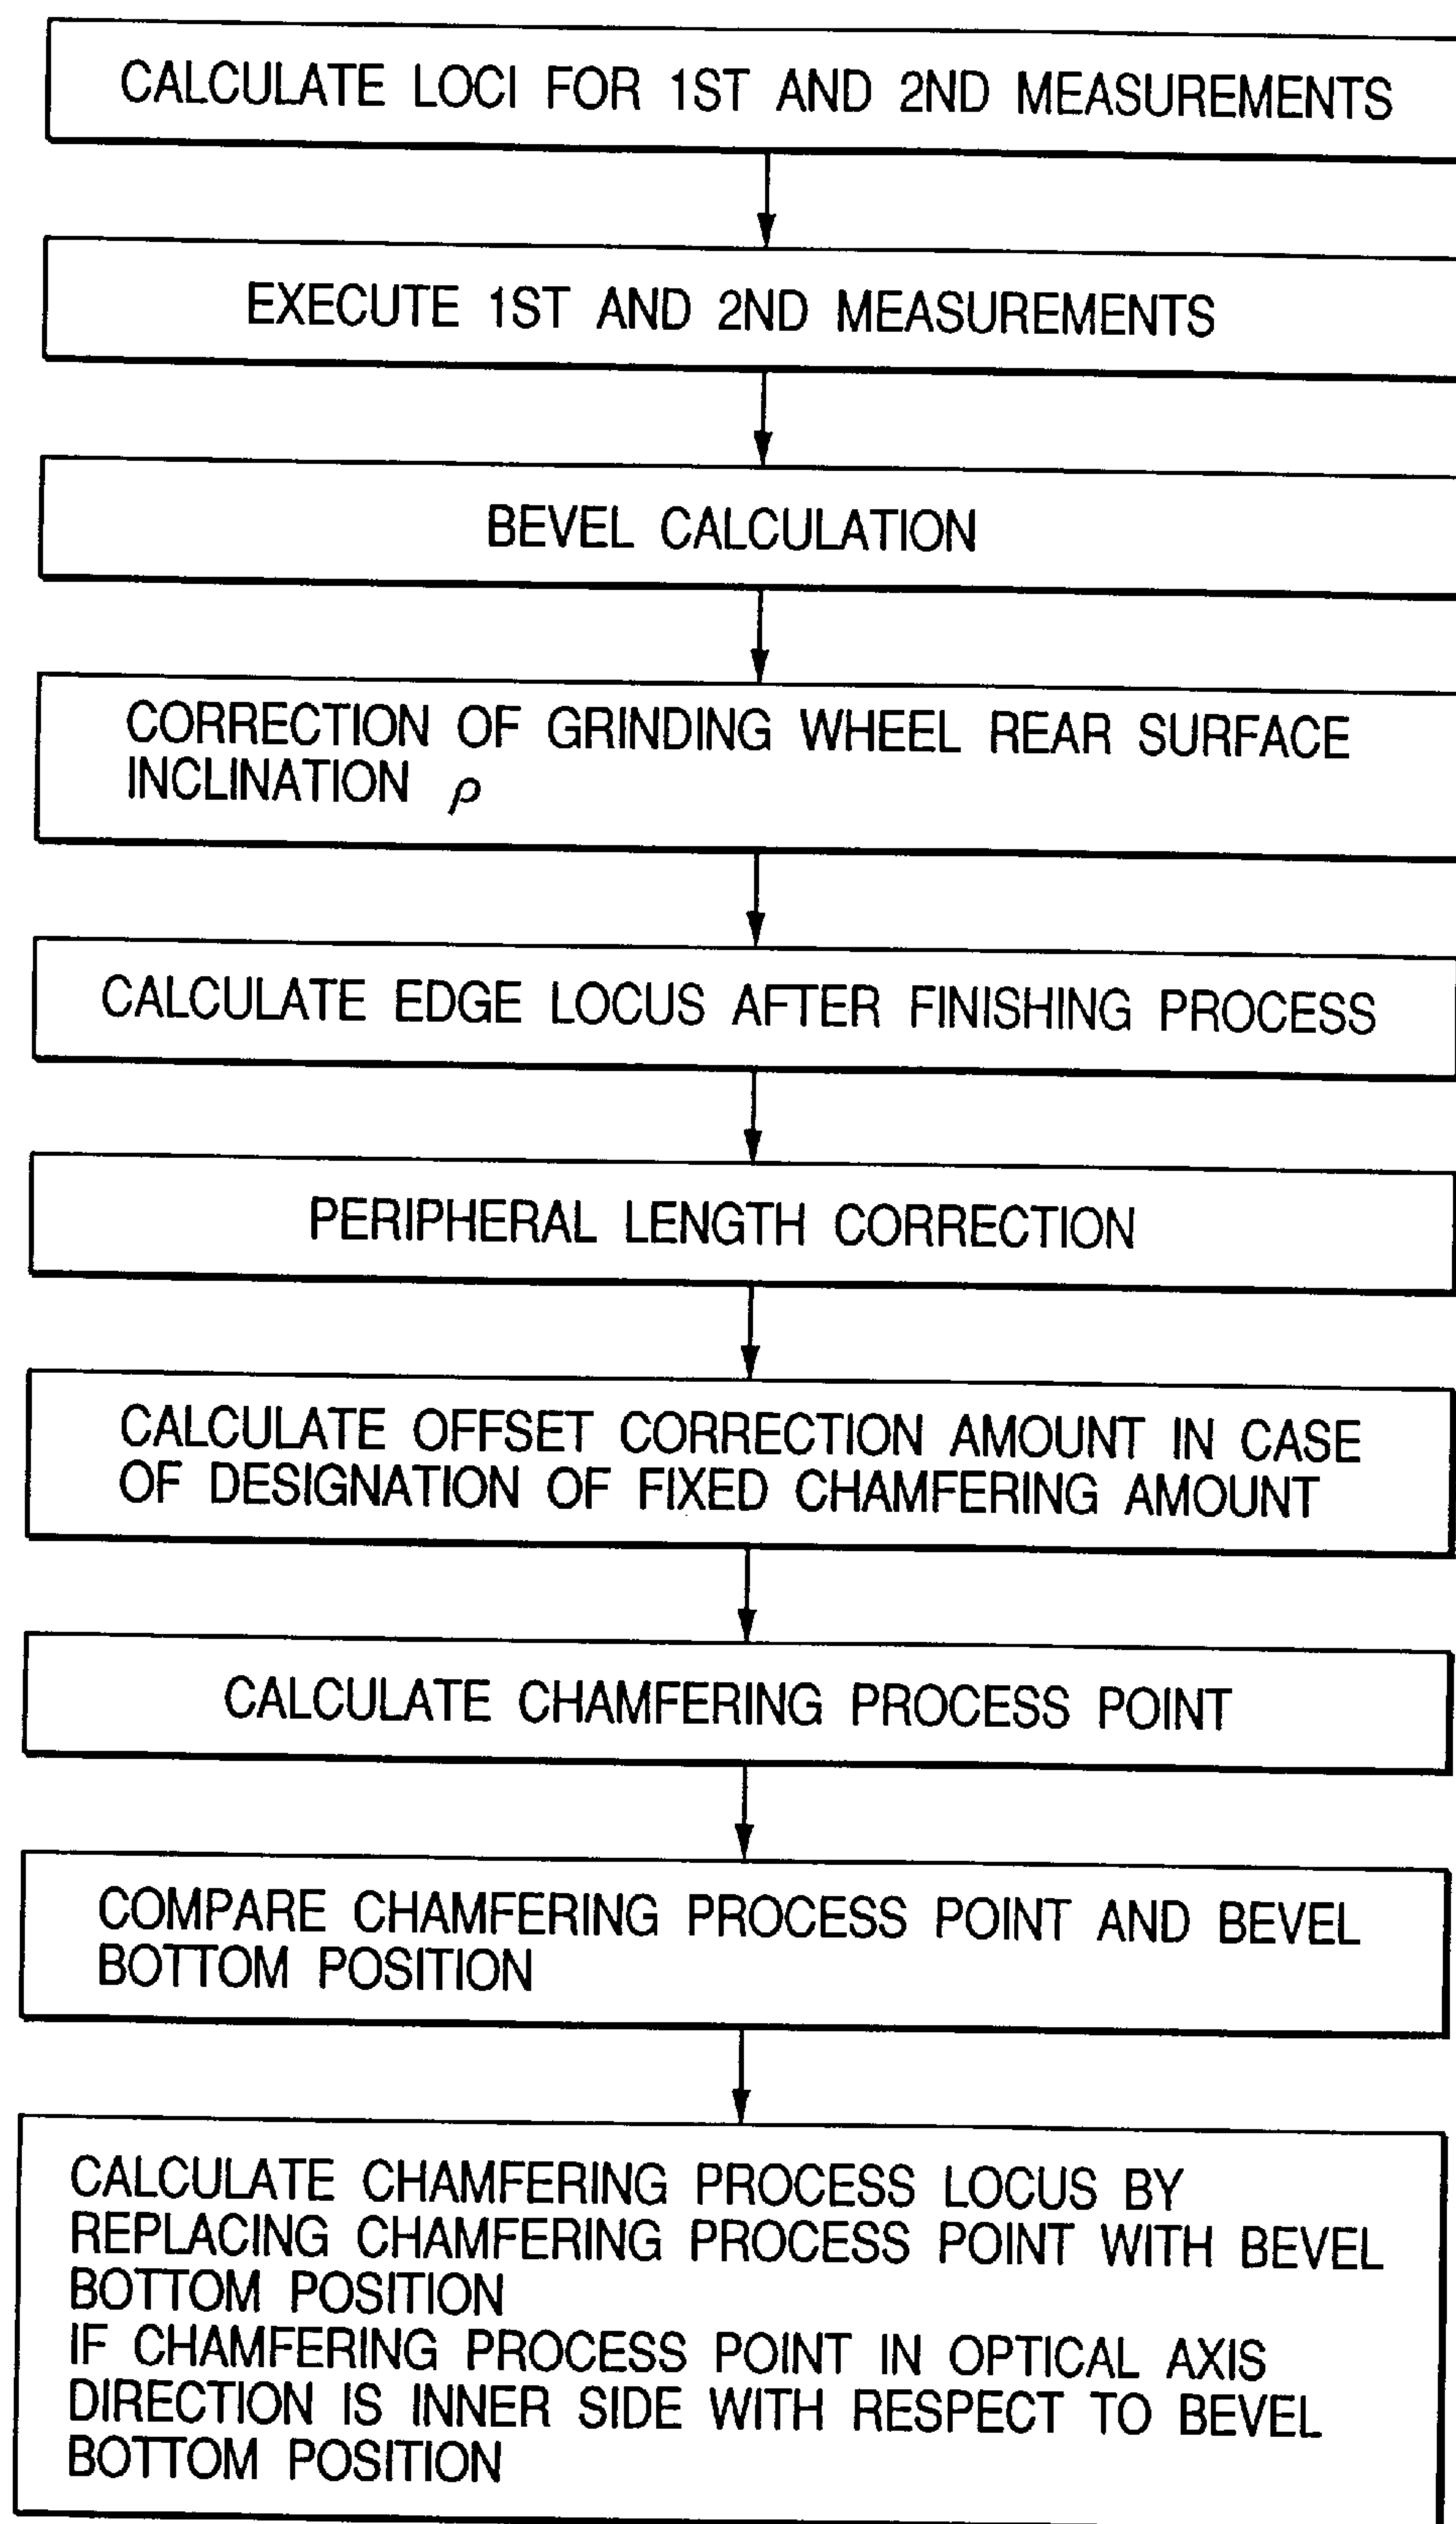 CALCULATE LOCI FOR 1ST AND 2ND MEASUREMENTS
EXECUTE 1ST AND 2ND MEASUREMENTS
BEVEL CALCULATION
CORRECTION OF GRINDING WHEEL REAR SURFACE
INCLINATION ρ
CALCULATE EDGE LOCUS AFTER FINISHING PROCESS
PERIPHERAL LENGTH CORRECTION
CALCULATE OFFSET CORRECTION AMOUNT IN CASE
OF DESIGNATION OF FIXED CHAMFERING AMOUNT
CALCULATE CHAMFERING PROCESS POINT
COMPARE CHAMFERING PROCESS POINT AND BEVEL
BOTTOM POSITION
CALCULATE CHAMFERING PROCESS LOCUS BY
REPLACING CHAMFERING PROCESS POINT WITH BEVEL
BOTTOM POSITION
IF CHAMFERING PROCESS POINT IN OPTICAL AXIS
DIRECTION IS INNER SIDE WITH RESPECT TO BEVEL
BOTTOM POSITION